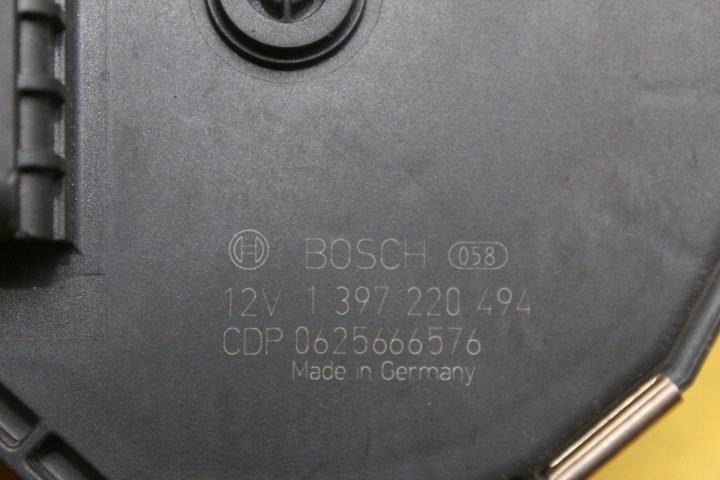 BOSCH 058
12V 1 397 220 494
CDP 0625666576
Made in Germany